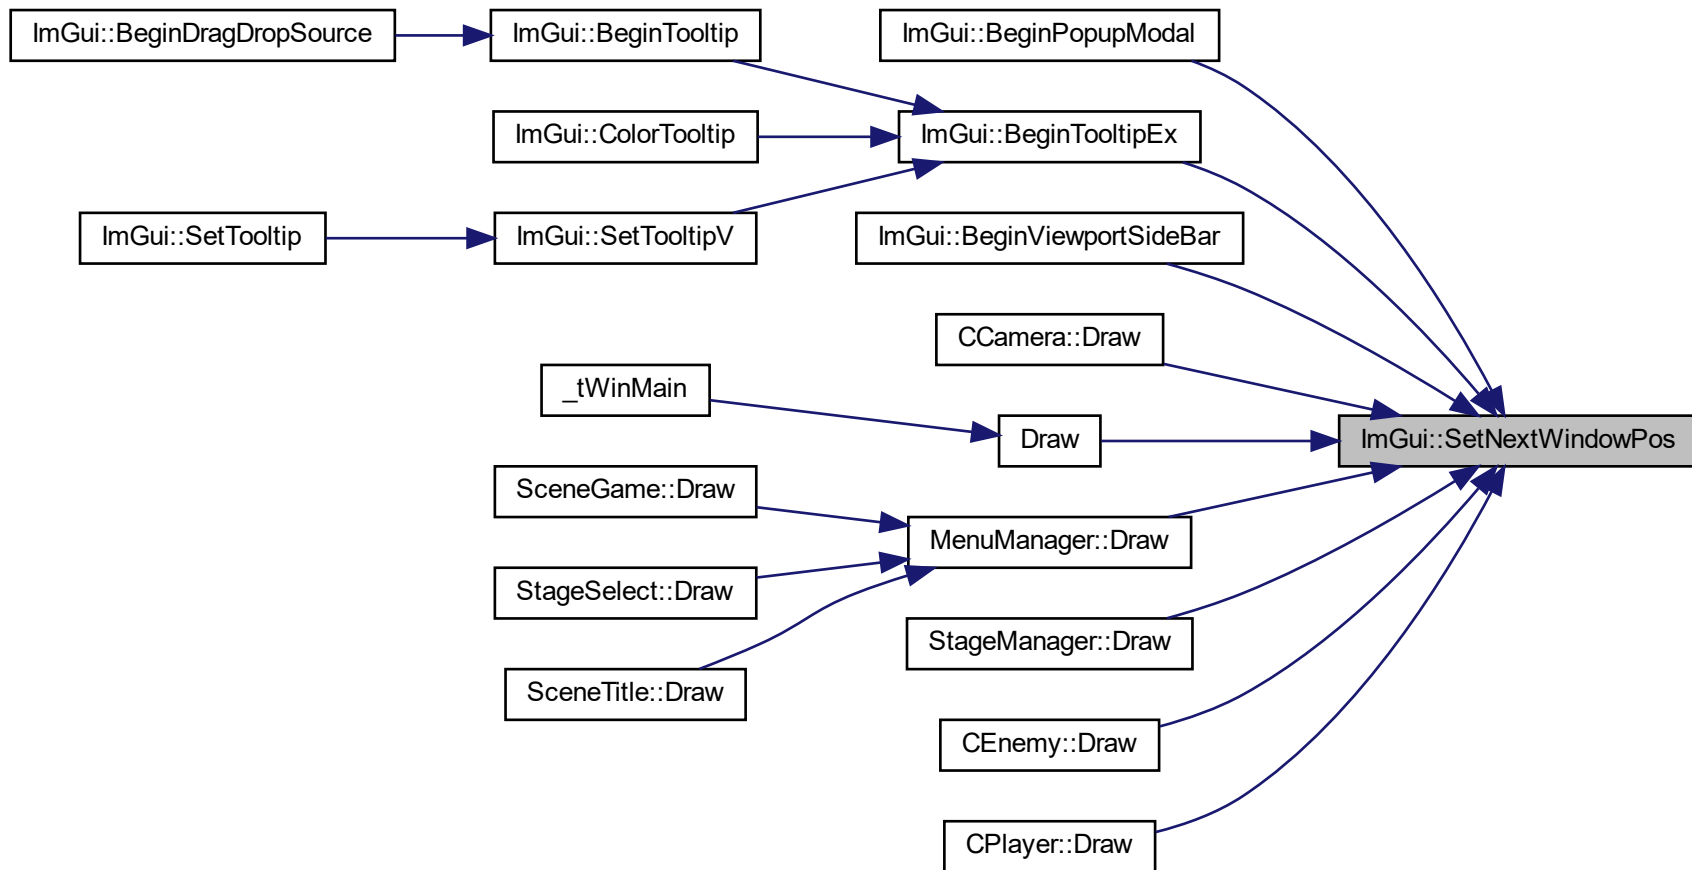 ImGui::BeginDragDropSource
ImGui::BeginTooltip
ImGui::BeginPopupModal
ImGui::ColorTooltip
ImGui::BeginTooltipEx
ImGui::SetTooltip
ImGui::SetTooltipV
ImGui::BeginViewportSideBar
CCamera::Draw
_tWinMain
Draw
ImGui::SetNextWindowPos
SceneGame::Draw
MenuManager::Draw
StageSelect::Draw
StageManager::Draw
SceneTitle::Draw
CEnemy::Draw
CPlayer::Draw